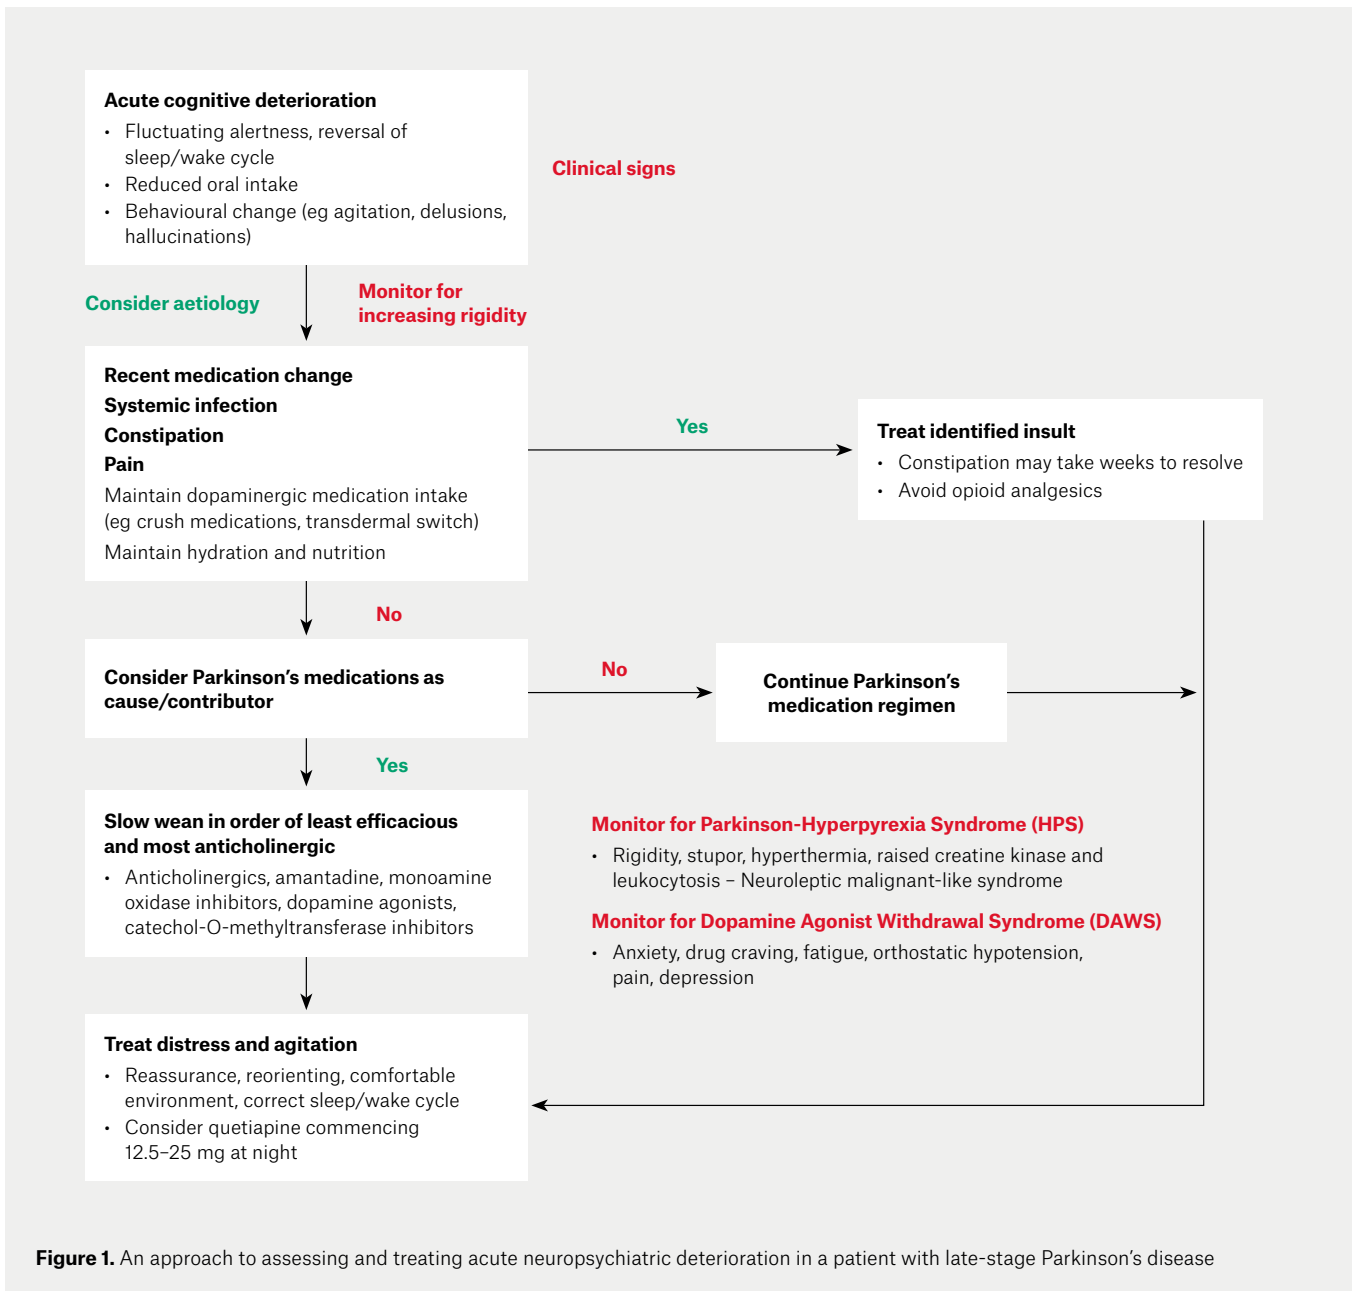 Acute cognitive deterioration
• Fluctuating alertness, reversal of
sleep/wake cycle
• Reduced oral intake
• Behavioural change (eg agitation, delusions,
hallucinations)
Clinical signs
Consider aetiology
Monitor for
increasing rigidity
Recent medication change
Systemic infection
Constipation
Pain
Maintain dopaminergic medication intake
(eg crush medications, transdermal switch)
Maintain hydration and nutrition
Yes
Treat identified insult
• Constipation may take weeks to resolve
• Avoid opioid analgesics
No
Consider Parkinson’s medications as
cause/contributor
No
Continue Parkinson’s
medication regimen
Yes
Slow wean in order of least efficacious
and most anticholinergic
• Anticholinergics, amantadine, monoamine
oxidase inhibitors, dopamine agonists,
catechol-O-methyltransferase inhibitors
Monitor for Parkinson-Hyperpyrexia Syndrome (HPS)
• Rigidity, stupor, hyperthermia, raised creatine kinase and
leukocytosis – Neuroleptic malignant-like syndrome
Monitor for Dopamine Agonist Withdrawal Syndrome (DAWS)
• Anxiety, drug craving, fatigue, orthostatic hypotension,
pain, depression
Treat distress and agitation
• Reassurance, reorienting, comfortable
environment, correct sleep/wake cycle
• Consider quetiapine commencing
12.5–25 mg at night
Figure 1. An approach to assessing and treating acute neuropsychiatric deterioration in a patient with late-stage Parkinson’s disease